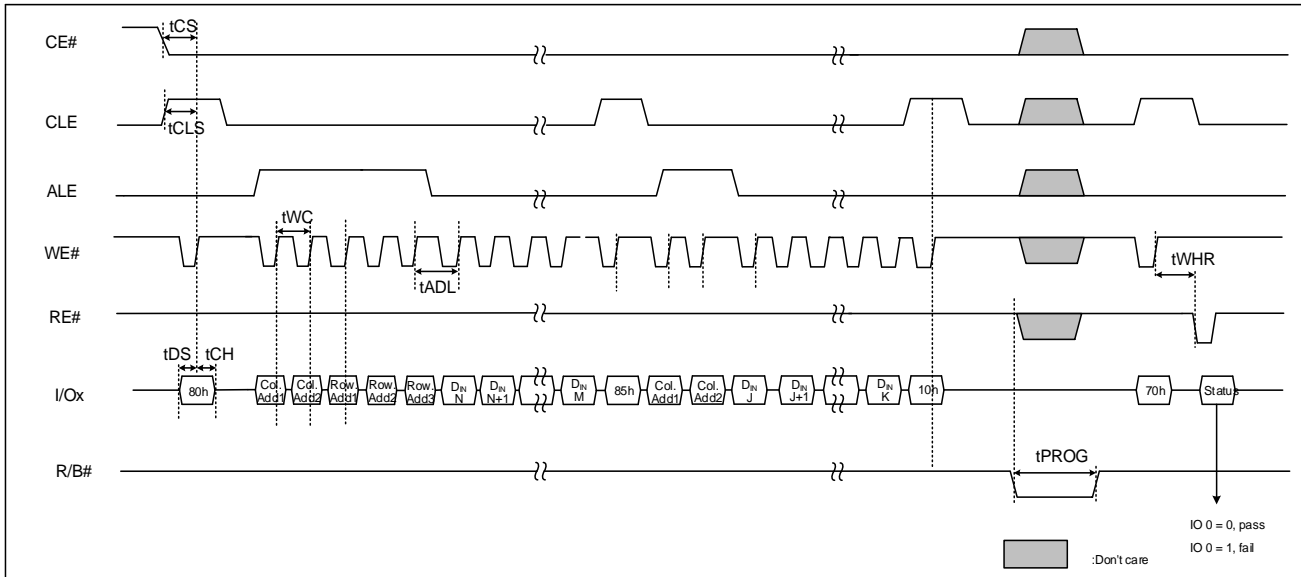 CE#
tCS
CLE
tCLS
ALE
WE#
tWC
tADL
tWHR
RE#
tDS
tCH
I/Ox
80h
Col.
Add1
Col.
Add2
Row.
Add1
Row.
Add2
Row.
Add3
DIN
N
DIN
N+1
DIN
M
85h
Col.
Add1
Col.
Add2
DIN
J
DIN
J+1
DIN
K
10h
70h
Status
R/B#
tPROG
IO 0 = 0, pass
IO 0 = 1, fail
:Don't care